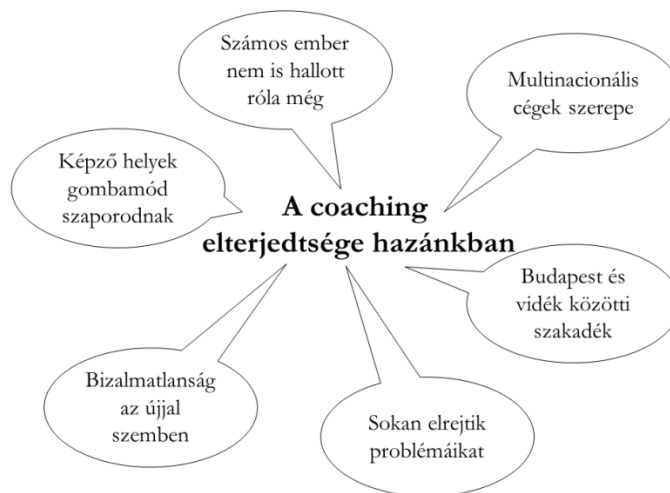 Számos ember
nem is hallott
róla még
Multinacionális
cégek szerepe
Képző helyek
gombamód
szaporodnak
A coaching
elterjedtsége hazánkban
Budapest és
vidék közötti
szakadék
Bizalmatlanság
az újjal
szemben
Sokan elrejtik
problémáikat